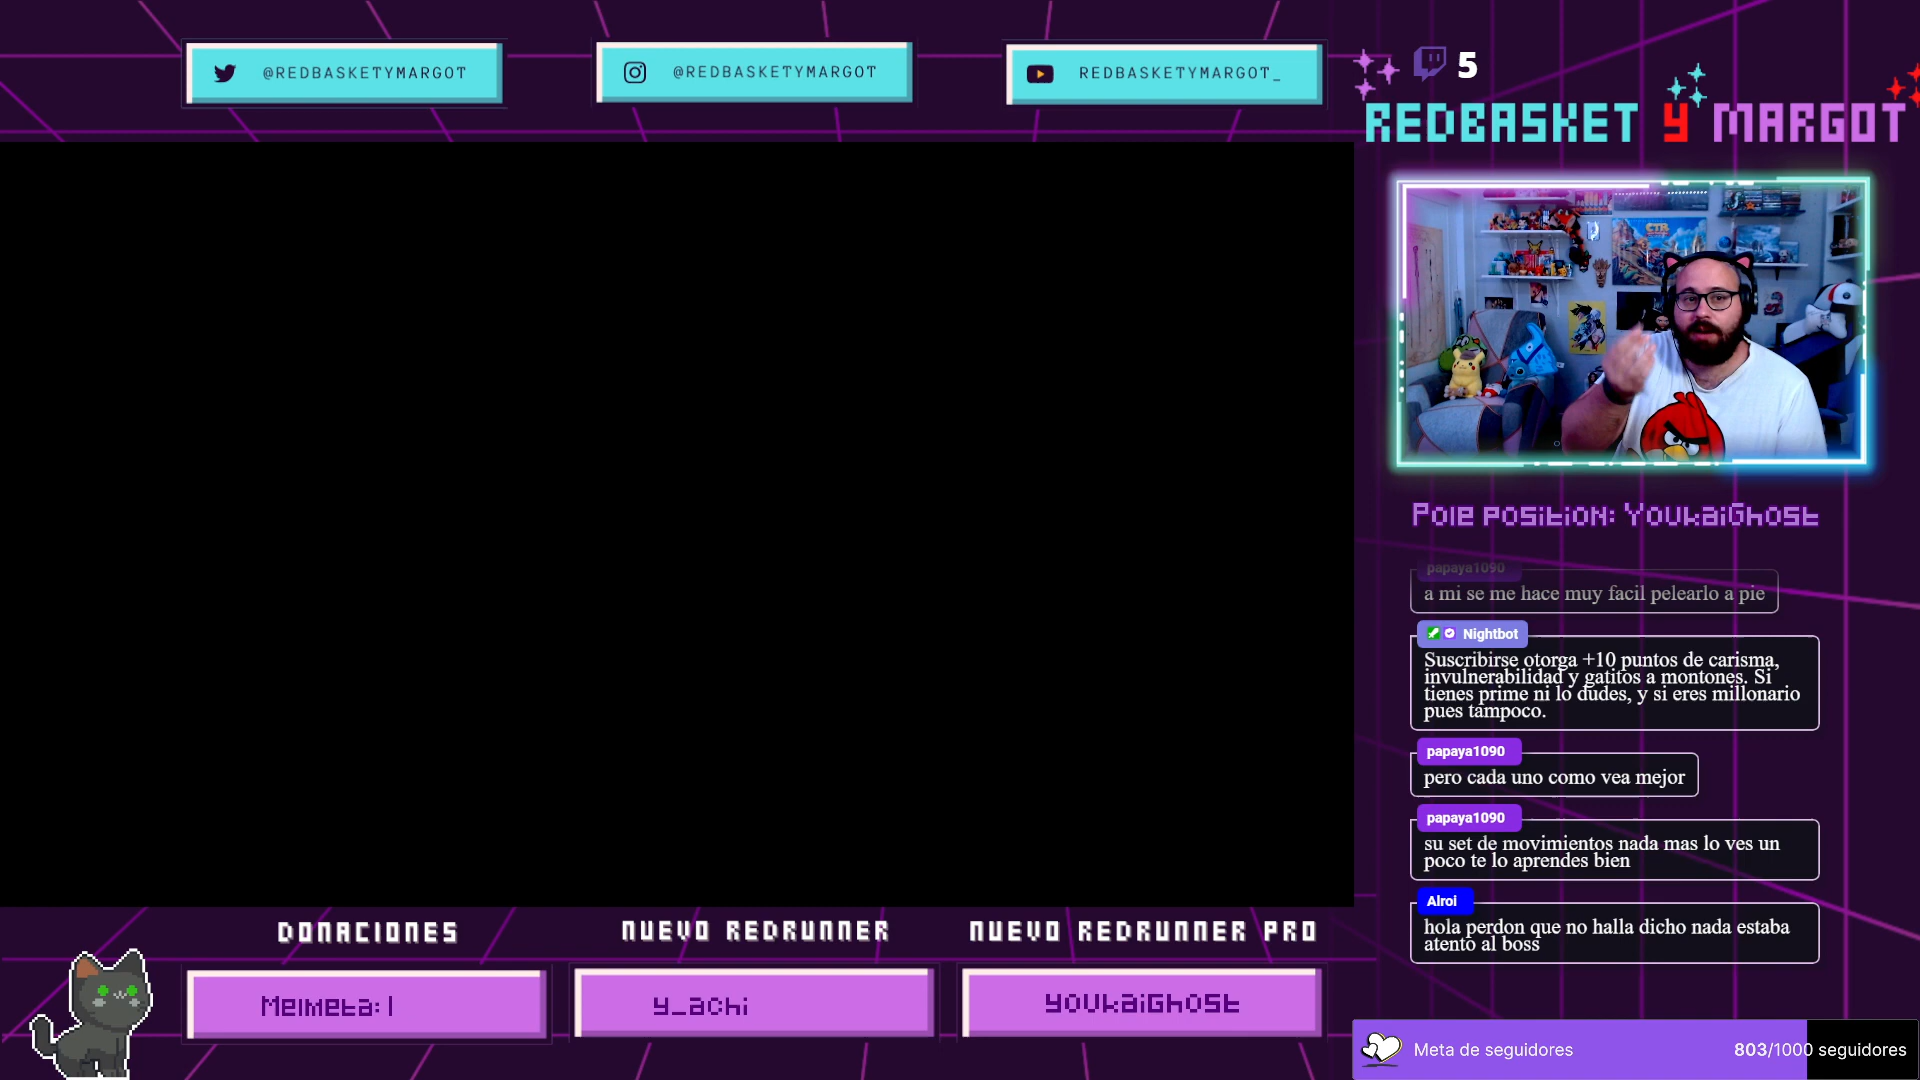 @REDBASKETYMARGOT
@REDBASKETYMARGOT
REDBASKETYMARGOT_
5
REDBASKET Y MARGOT
Pole position: YoukaiGhost
papaya1090
a mi se me hace muy facil pelearlo a pie
Nightbot
Suscribirse otorga +10 puntos de carisma,
invulnerabilidad y gatitos a montones. Si
tienes prime ni lo dudes, y si eres millonario
pues tampoco.
papaya1090
pero cada uno como vea mejor
papaya1090
su set de movimientos nada mas lo ves un
poco te lo aprendes bien
Alroi
hola perdon que no halla dicho nada estaba
atento al boss
DONACIONES
NUEVO REDRUNNER
NUEVO REDRUNNER PRO
y_achi
youkaiGhost
Meta de seguidores
803/1000 seguidores